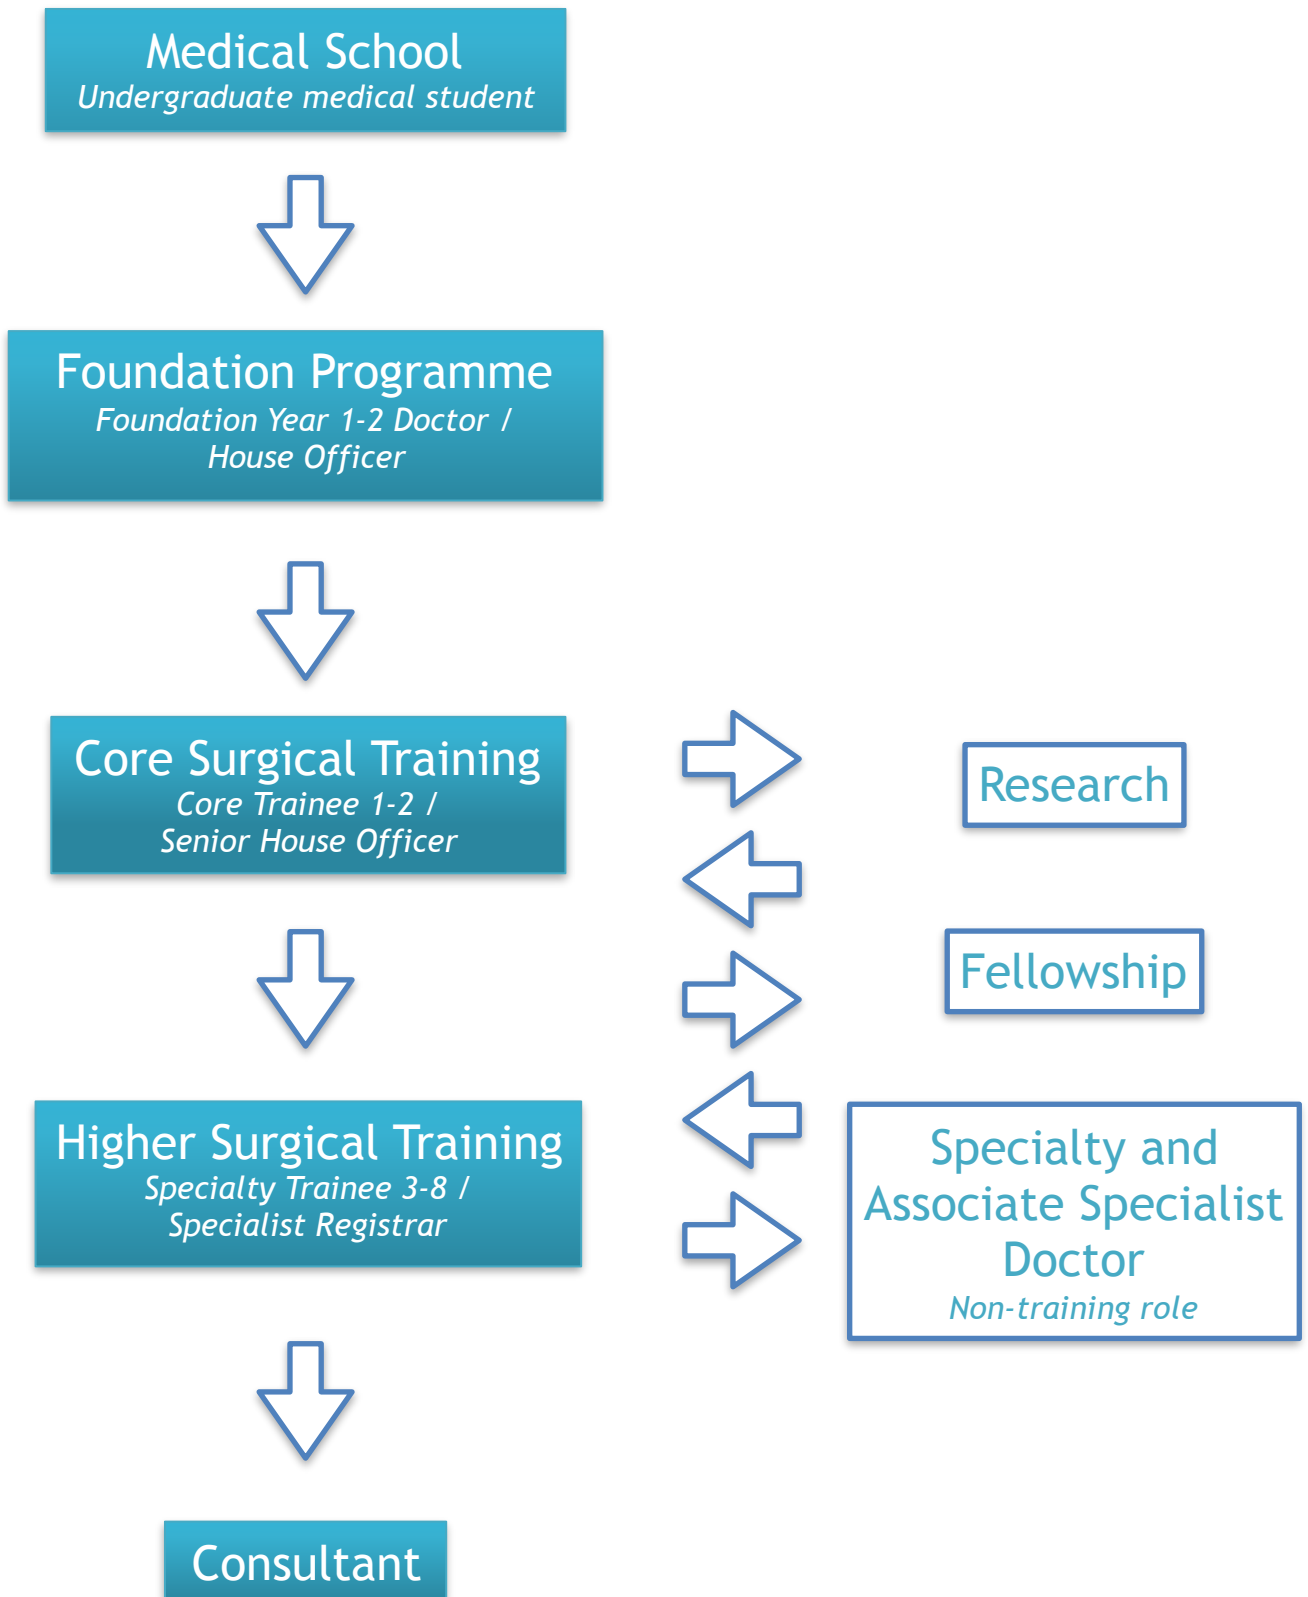 Medical School
Undergraduate medical student
Foundation Programme
Foundation Year 1-2 Doctor /
House Officer
Core Surgical Training
Core Trainee 1-2 /
Senior House Officer
Research
Fellowship
Higher Surgical Training
Specialty Trainee 3-8 /
Specialist Registrar
Specialty and
Associate Specialist
Doctor
Non-training role
Consultant